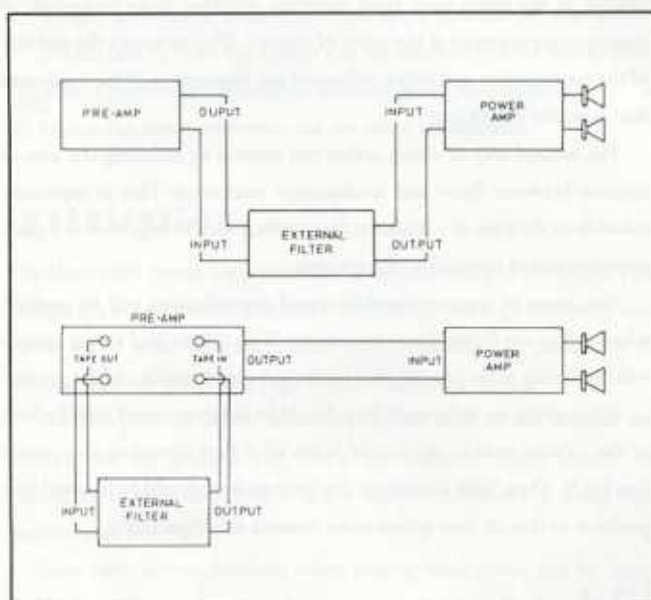 PRE-AMP
OUPUT
INPUT
POWER
AMP
INPUT
EXTERNAL
FILTER
OUTPUT
PRE-AMP
TAPE OUT
TAPE IN
OUTPUT
INPUT
POWER
AMP
INPUT
EXTERNAL
FILTER
OUTPUT